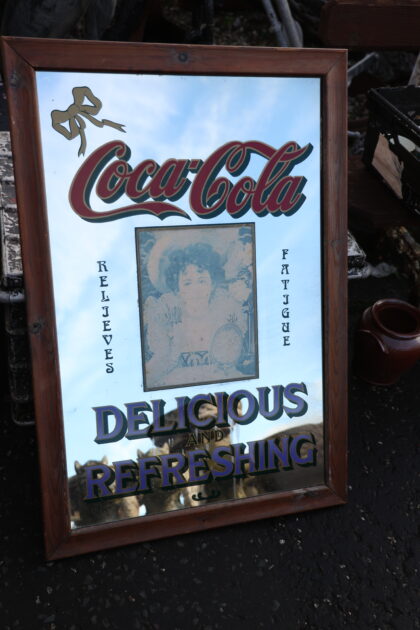 Coca-Cola
RELIEVES
FATIGUE
DELICIOUS
AND
REFRESHING